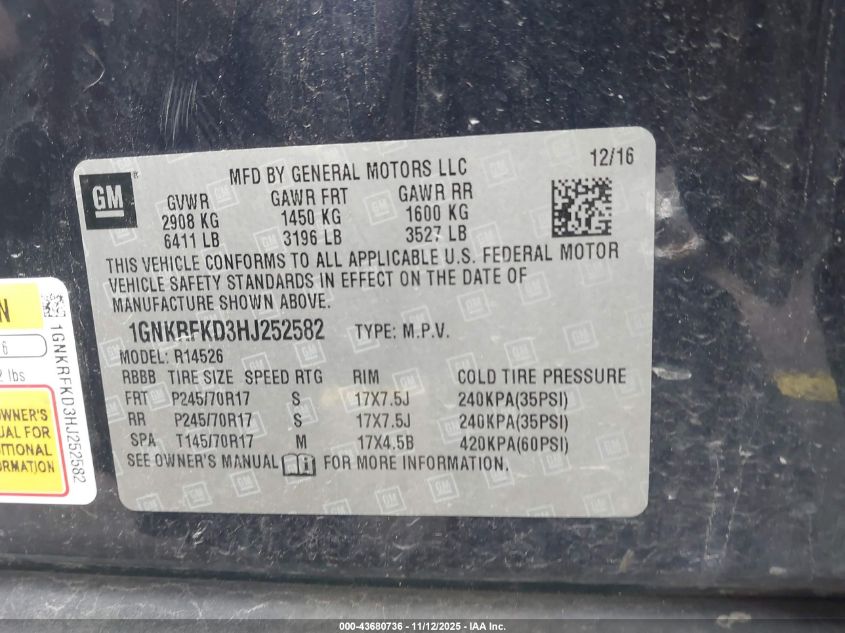 12/16
MFD BY GENERAL MOTORS LLC
GM
GVWR GAWR FRT GAWR RR
2908 KG 1450 KG 1600 KG
6411 LB 3196 LB 3527 LB
THIS VEHICLE CONFORMS TO ALL APPLICABLE U.S. FEDERAL MOTOR
VEHICLE SAFETY STANDARDS IN EFFECT ON THE DATE OF
MANUFACTURE SHOWN ABOVE.
1GNKRFKD3HJ252582 TYPE: M.P.V.
MODEL: R14526
RBBB TIRE SIZE SPEED RTG RIM COLD TIRE PRESSURE
FRT P245/70R17 S 17X7.5J 240KPA(35PSI)
RR P245/70R17 S 17X7.5J 240KPA(35PSI)
SPA T145/70R17 M 17X4.5B 420KPA(60PSI)
SEE OWNER'S MANUAL FOR MORE INFORMATION.
N
6
lbs
OWNER'S
UAL FOR
ITIONAL
ORMATION
1GNKRFKD3HJ252582
000-43680736 - 11/12/2025 - IAA Inc.